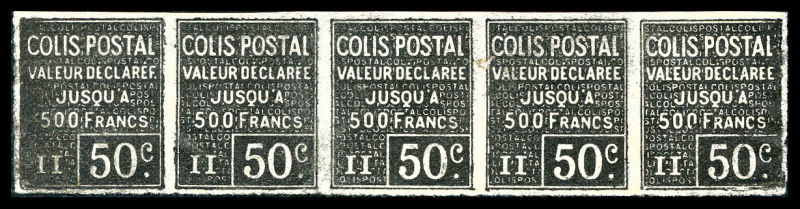 COLIS POSTAL COLIS POSTAL COLIS POSTAL COLIS POSTAL COLIS POSTAL
VALEUR DECLAREE VALEUR DECLAREE VALEUR DECLAREE VALEUR DECLAREE VALEUR DECLAREE
JUSQU'À JUSQU'À JUSQU'À JUSQU'À JUSQU'À
500 FRANCS 500 FRANCS 500 FRANCS 500 FRANCS 500 FRANCS
II 50c II 50c II 50c II 50c II 50c